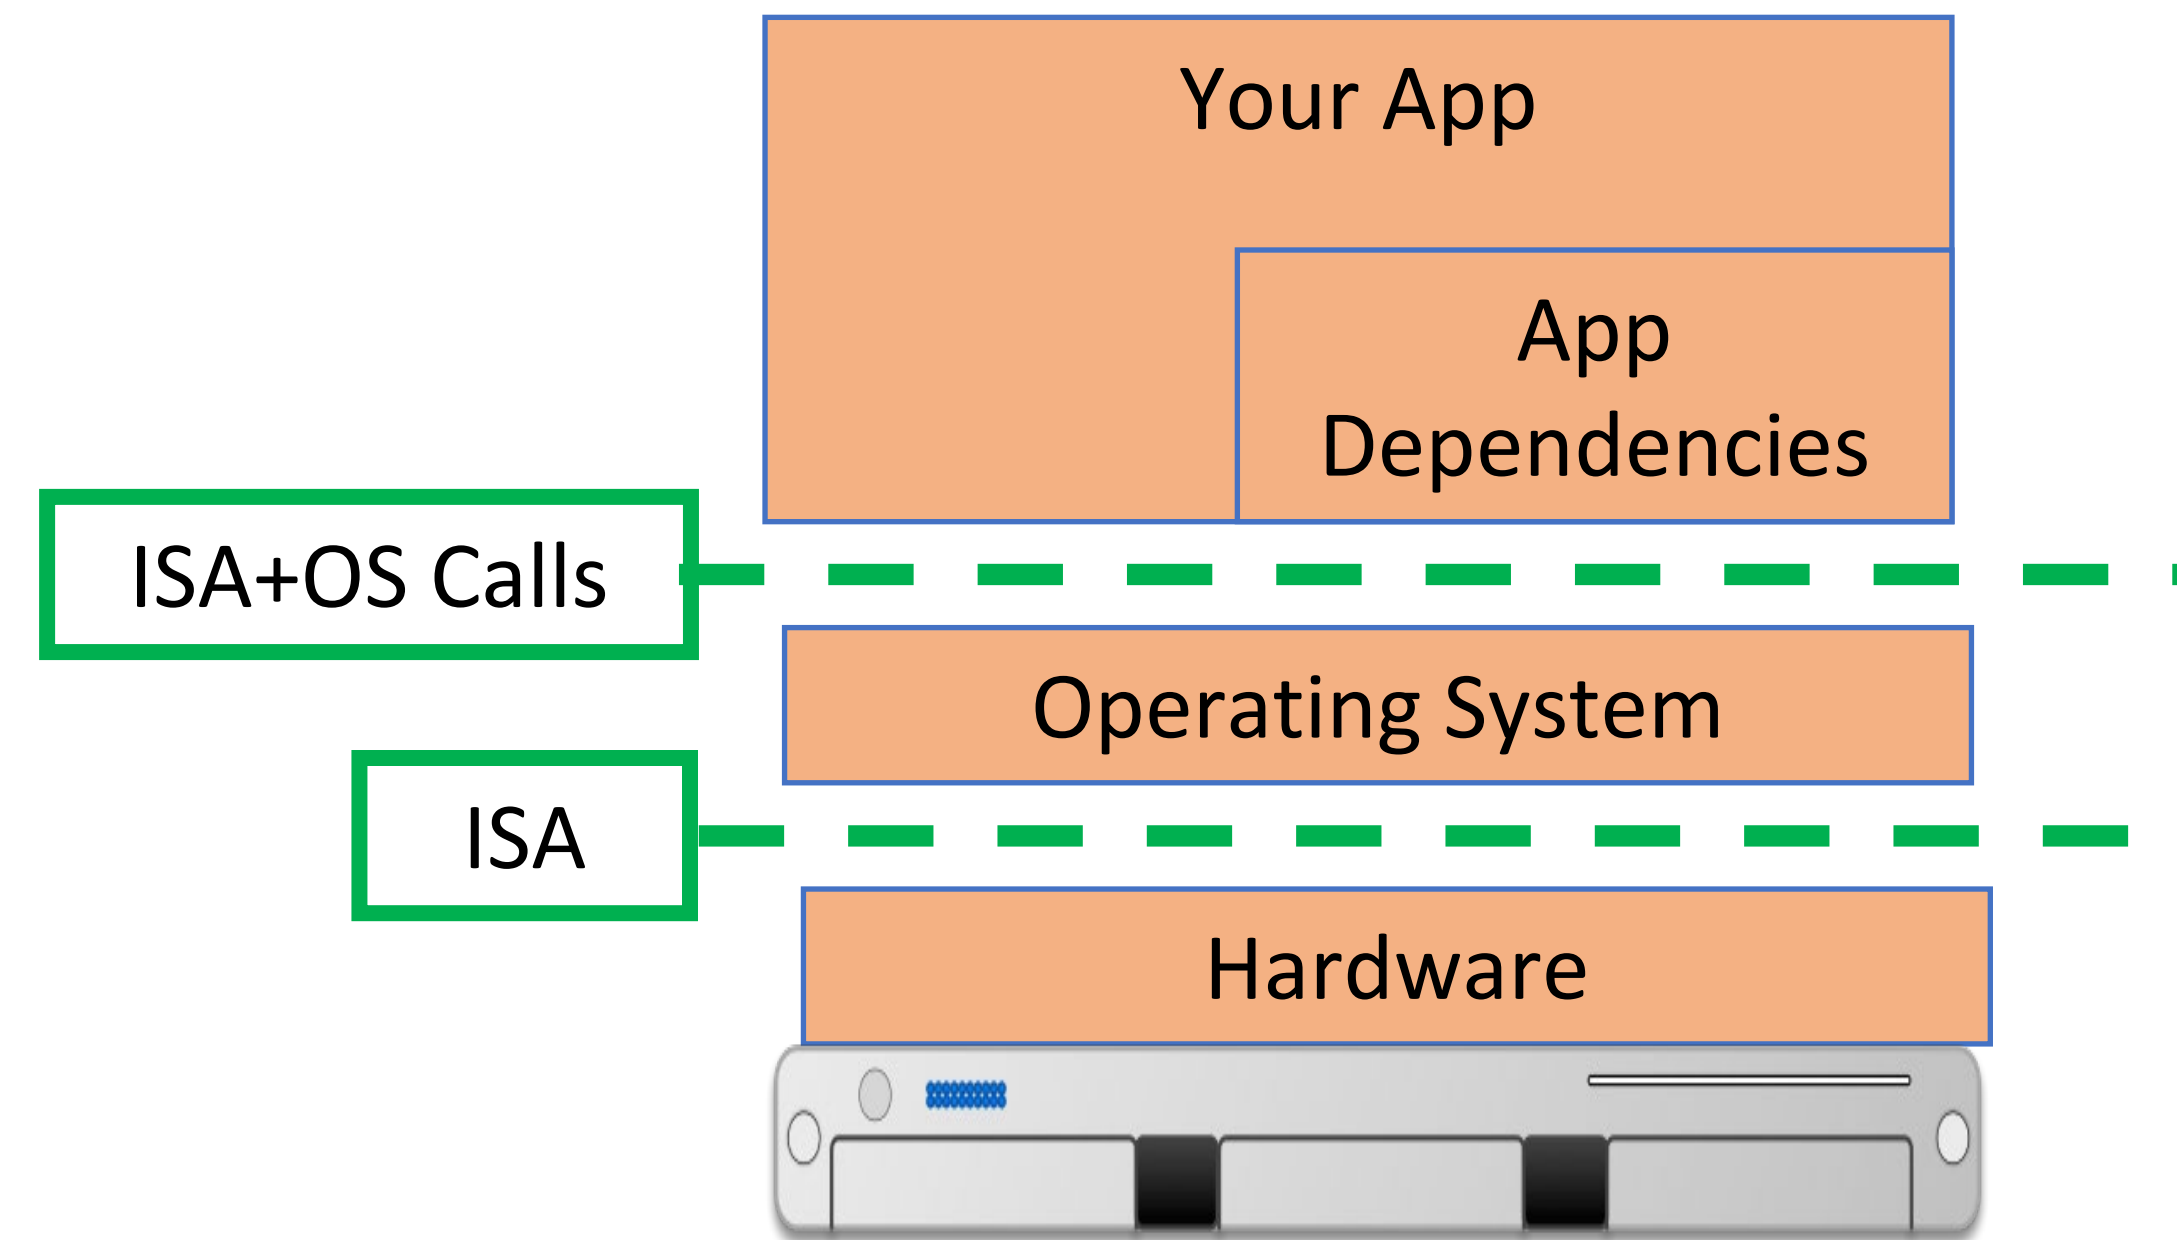 Your App
App
Dependencies
ISA+OS Calls
Operating System
ISA
Hardware